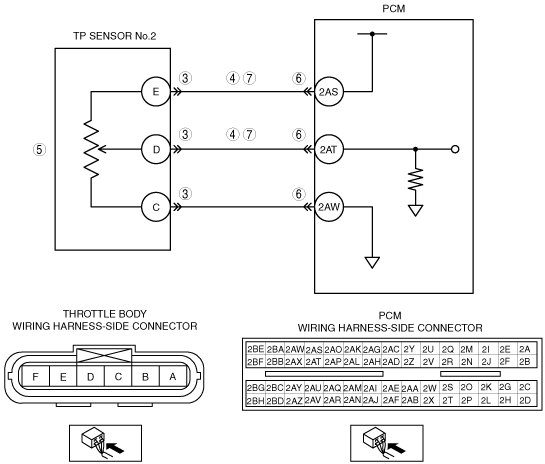 PCM
TP SENSOR No.2
E 3 4 7 6 2AS
5 D 3 4 7 6 2AT
C 3 6 2AW
THROTTLE BODY
WIRING HARNESS-SIDE CONNECTOR
PCM
WIRING HARNESS-SIDE CONNECTOR
F E D C B A
2BE 2BA 2AW 2AS 2AO 2AK 2AG 2AC 2Y 2U 2Q 2M 2I 2E 2A
2BF 2BB 2AX 2AT 2AP 2AL 2AH 2AD 2Z 2V 2R 2N 2J 2F 2B
2BG 2BC 2AY 2AU 2AQ 2AM 2AI 2AE 2AA 2W 2S 2O 2K 2G 2C
2BH 2BD 2AZ 2AV 2AR 2AN 2AJ 2AF 2AB 2X 2T 2P 2L 2H 2D